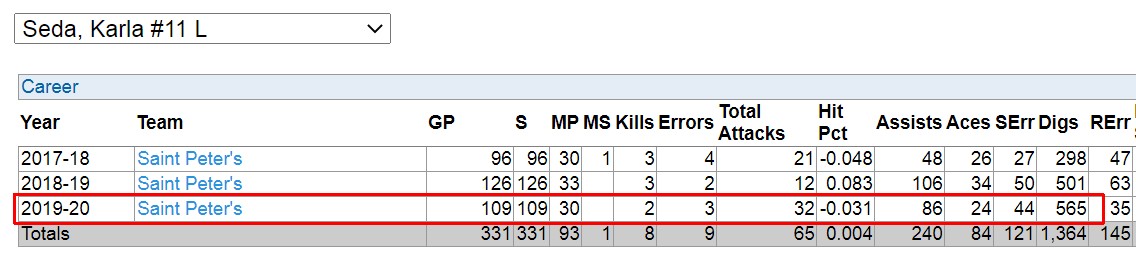 Seda, Karla #11 L
Career
Year Team GP S MP MS Kills Errors Total Attacks Hit Pct Assists Aces SErr Digs RErr
2017-18 Saint Peter's 96 96 30 1 3 4 21 -0.048 48 26 27 298 47
2018-19 Saint Peter's 126 126 33 3 2 12 0.083 106 34 50 501 63
2019-20 Saint Peter's 109 109 30 2 3 32 -0.031 86 24 44 565 35
Totals 331 331 93 1 8 9 65 0.004 240 84 121 1,364 145